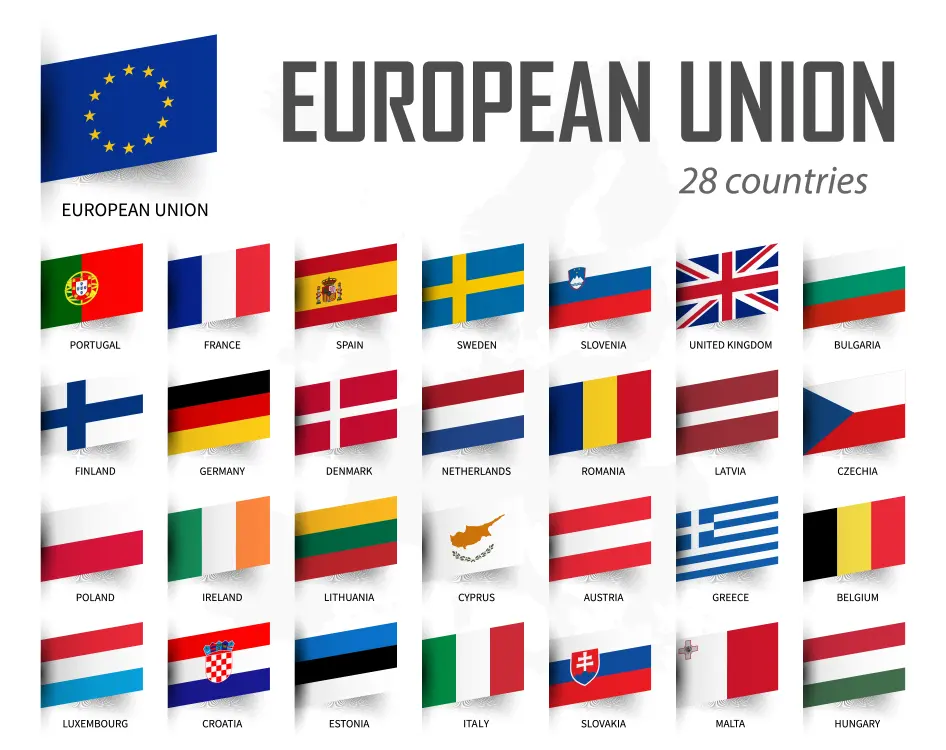 EUROPEAN UNION
28 countries
EUROPEAN UNION
PORTUGAL
FRANCE
SPAIN
SWEDEN
SLOVENIA
UNITED KINGDOM
BULGARIA
FINLAND
GERMANY
DENMARK
NETHERLANDS
ROMANIA
LATVIA
CZECHIA
POLAND
IRELAND
LITHUANIA
CYPRUS
AUSTRIA
GREECE
BELGIUM
LUXEMBOURG
CROATIA
ESTONIA
ITALY
SLOVAKIA
MALTA
HUNGARY